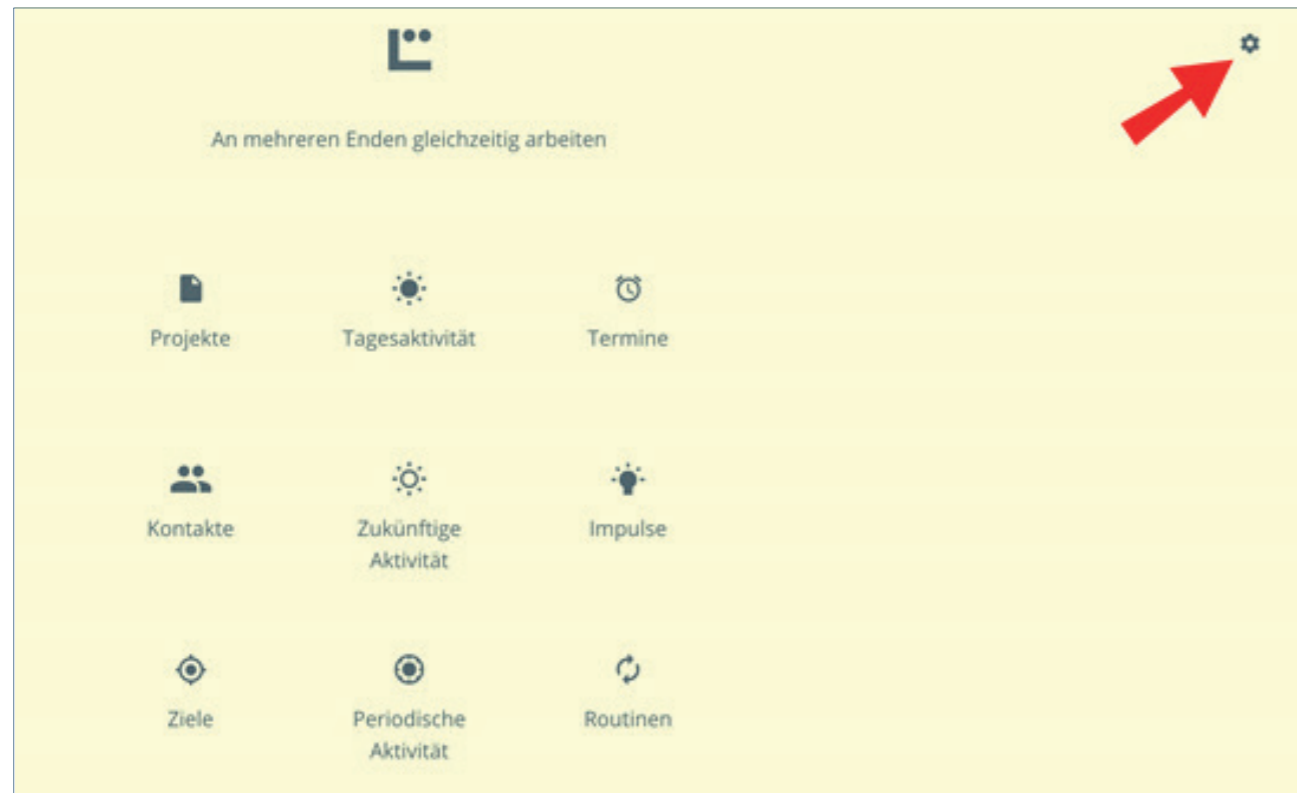 An mehreren Enden gleichzeitig arbeiten
Projekte
Tagesaktivität
Termine
Kontakte
Zukünftige
Aktivität
Impulse
Ziele
Periodische
Aktivität
Routinen